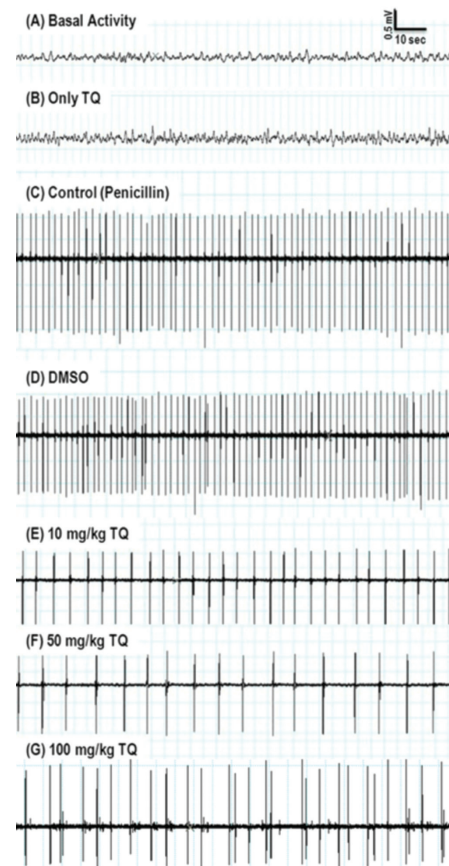 (A) Basal Activity
0.5 mV
10 sec
(B) Only TQ
(C) Control (Penicillin)
(D) DMSO
(E) 10 mg/kg TQ
(F) 50 mg/kg TQ
(G) 100 mg/kg TQ